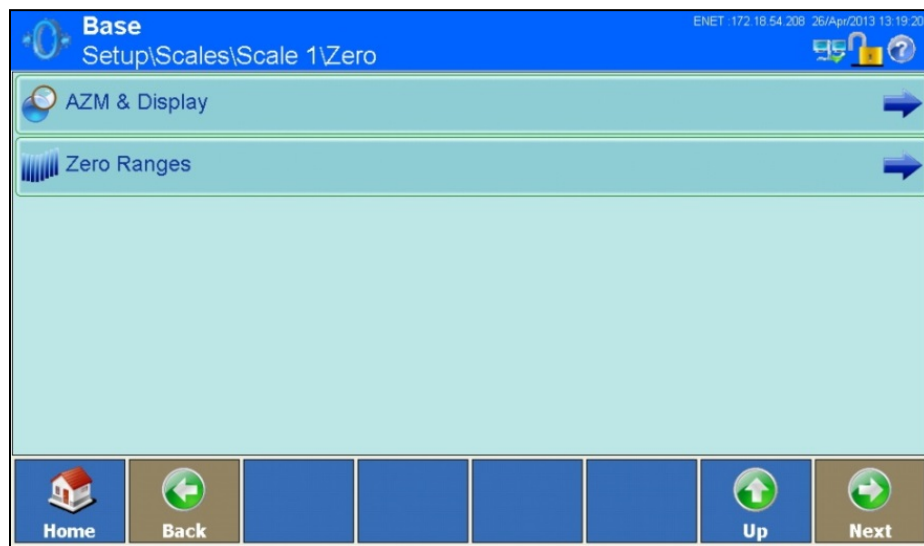 Base
ENET :172.18.54.208 26/Apr/2013 13:19:20
Setup\Scales\Scale 1\Zero
AZM & Display
Zero Ranges
Home
Back
Up
Next